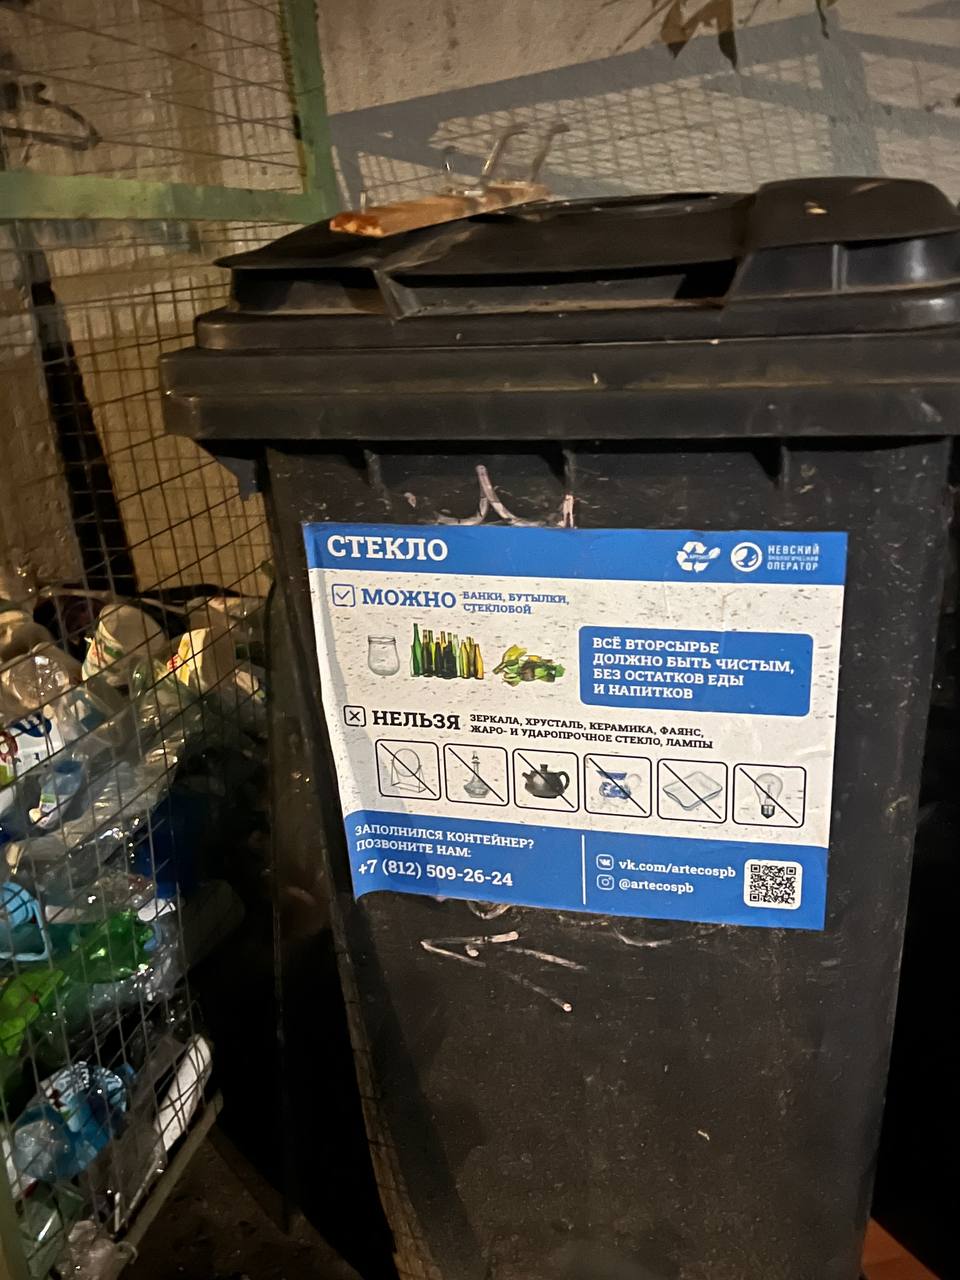 СТЕКЛО
НЕВСКИЙ
ЭКОЛОГИЧЕСКИЙ
ОПЕРАТОР
МОЖНО БАНКИ, БУТЫЛКИ,
СТЕКЛОБОЙ
ВСЁ ВТОРСЫРЬЕ
ДОЛЖНО БЫТЬ ЧИСТЫМ,
БЕЗ ОСТАТКОВ ЕДЫ
И НАПИТКОВ
НЕЛЬЗЯ ЗЕРКАЛА, ХРУСТАЛЬ, КЕРАМИКА, ФАЯНС,
ЖАРО- И УДАРОПРОЧНОЕ СТЕКЛО, ЛАМПЫ
ЗАПОЛНИЛСЯ КОНТЕЙНЕР?
ПОЗВОНИТЕ НАМ:
+7 (812) 509-26-24
vk.com/artecospb
@artecospb